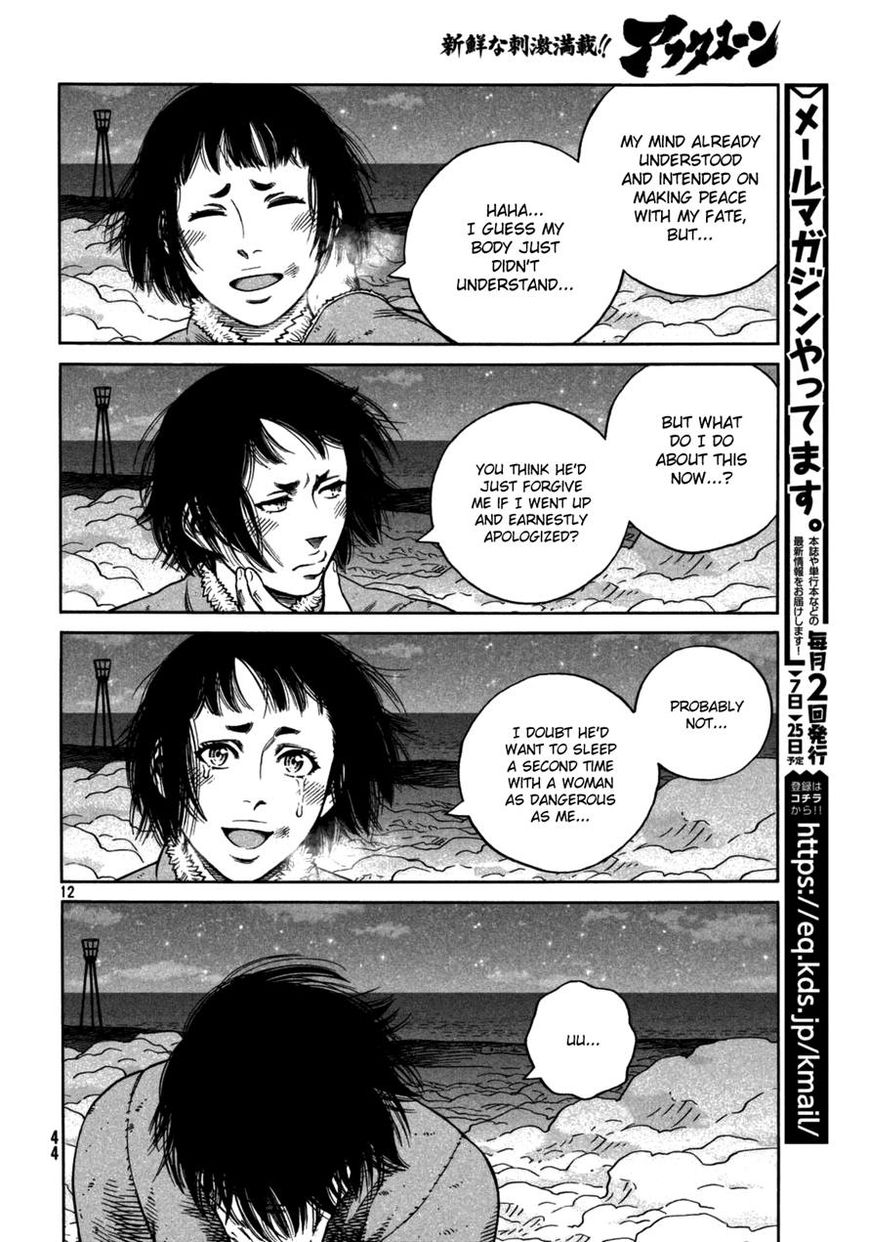 新鮮な刺激満載!! アフタヌーン
MY MIND ALREADY
UNDERSTOOD
AND INTENDED ON
MAKING PEACE
WITH MY FATE,
BUT...
HAHA...
I GUESS MY
BODY JUST
DIDN'T
UNDERSTAND...
BUT WHAT
DO I DO
ABOUT THIS
NOW...?
YOU THINK HE'D
JUST FORGIVE
ME IF I WENT UP
AND EARNESTLY
APOLOGIZED?
PROBABLY
NOT...
I DOUBT HE'D
WANT TO SLEEP
A SECOND TIME
WITH A WOMAN
AS DANGEROUS
AS ME...
12
UU...
44
メールマガジンやってます。
本誌や単行本などの
最新情報をお届けします!
毎月2回発行
▼7日▼25日予定
登録は
コチラ
から!!
https://eq.kds.jp/kmail/